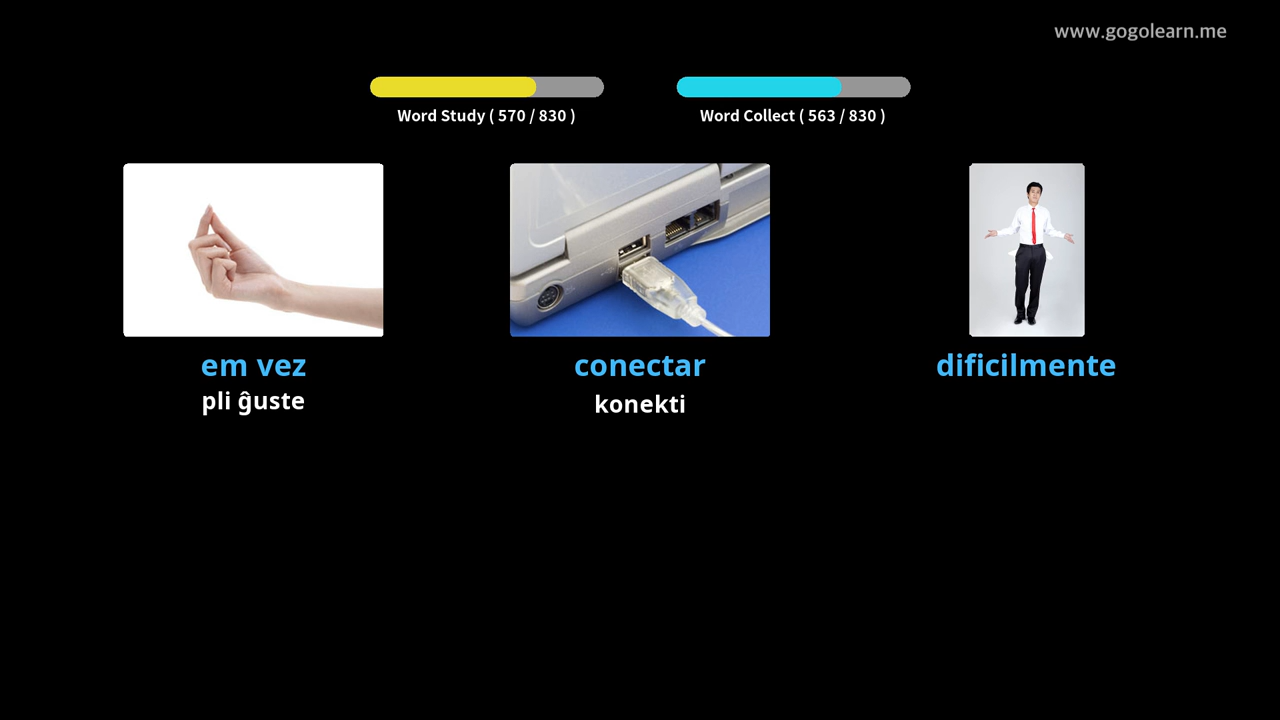 www.gogolearn.me
Word Study ( 570 / 830 )
Word Collect ( 563 / 830 )
em vez
conectar
dificilmente
pli ĝuste
konekti